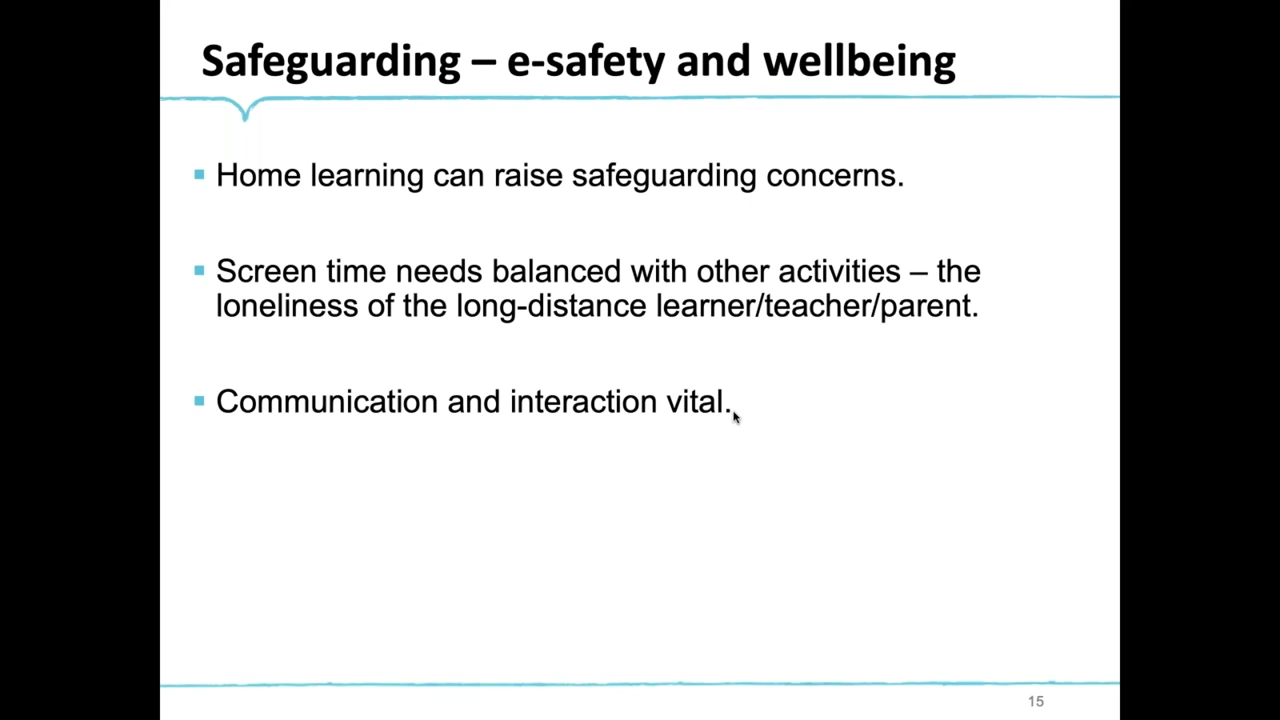 Safeguarding – e-safety and wellbeing
Home learning can raise safeguarding concerns.
Screen time needs balanced with other activities – the
loneliness of the long-distance learner/teacher/parent.
Communication and interaction vital.
15